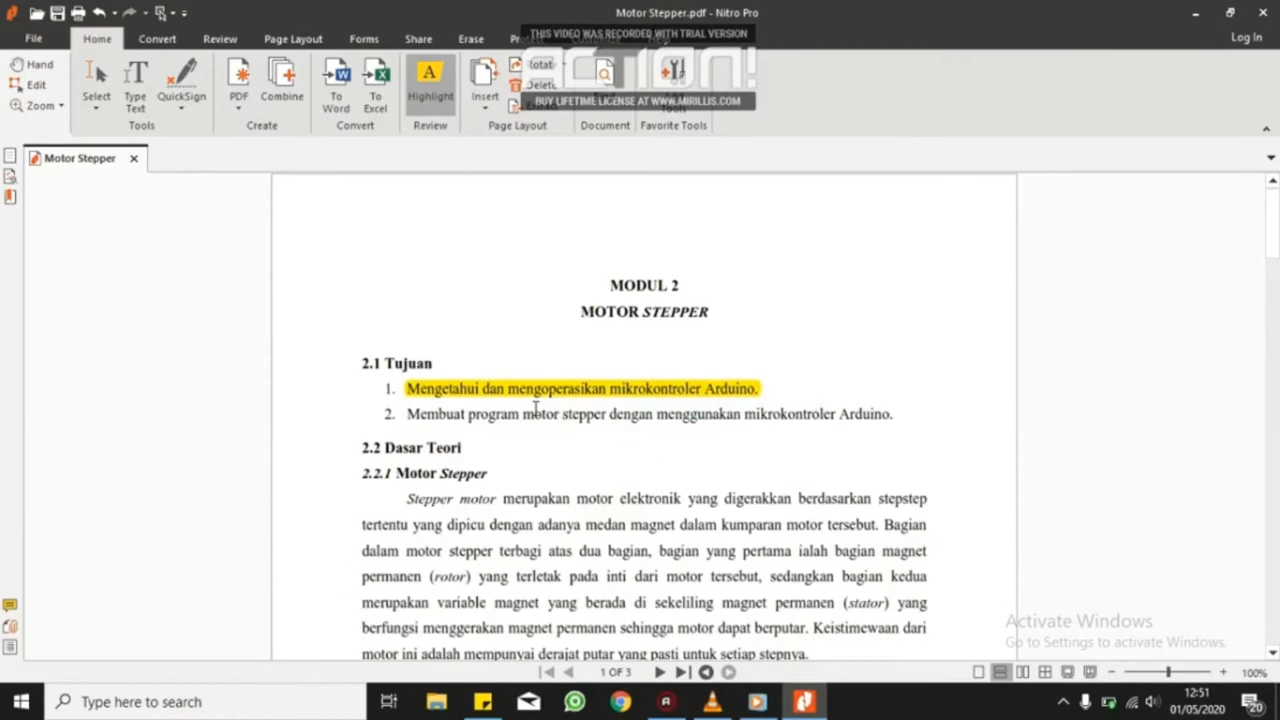 Motor Stepper.pdf - Nitro Pro
THIS VIDEO WAS RECORDED WITH TRIAL VERSION
ACTION!
BUY LIFETIME LICENSE AT WWW.MIRILLIS.COM
File Home Convert Review Page Layout Forms Share Erase Help Log In
Hand
Edit
Zoom
Select
Type Text
QuickSign
Tools
PDF
Combine
Create
To Word
To Excel
Convert
Highlight
Review
Insert
Rotate
Delete
Page Layout
Document
Tools
Favorite Tools
Motor Stepper
MODUL 2
MOTOR STEPPER
2.1 Tujuan
1. Mengetahui dan mengoperasikan mikrokontroler Arduino.
2. Membuat program motor stepper dengan menggunakan mikrokontroler Arduino.
2.2 Dasar Teori
2.2.1 Motor Stepper
Stepper motor merupakan motor elektronik yang digerakkan berdasarkan stepstep
tertentu yang dipicu dengan adanya medan magnet dalam kumparan motor tersebut. Bagian
dalam motor stepper terbagi atas dua bagian, bagian yang pertama ialah bagian magnet
permanen (rotor) yang terletak pada inti dari motor tersebut, sedangkan bagian kedua
merupakan variable magnet yang berada di sekeliling magnet permanen (stator) yang
berfungsi menggerakan magnet permanen sehingga motor dapat berputar. Keistimewaan dari
motor ini adalah mempunyai derajat putar yang pasti untuk setiap stepnya.
Activate Windows
Go to Settings to activate Windows.
1 OF 3
100%
Type here to search
12:51
01/05/2020
20